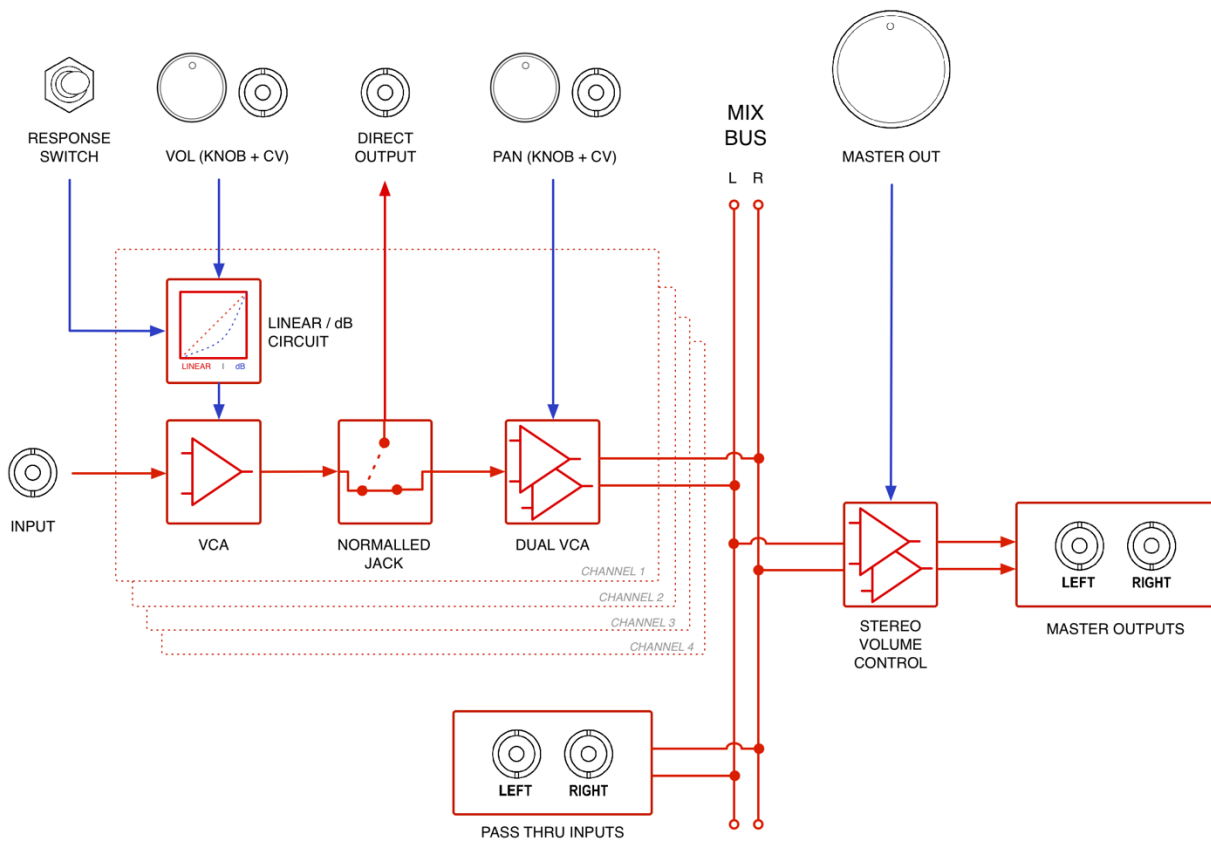 RESPONSE
SWITCH
VOL (KNOB + CV)
DIRECT
OUTPUT
PAN (KNOB + CV)
MIX
BUS
L R
MASTER OUT
LINEAR / dB
CIRCUIT
LINEAR | dB
INPUT
VCA
NORMALLED
JACK
DUAL VCA
CHANNEL 1
CHANNEL 2
CHANNEL 3
CHANNEL 4
STEREO
VOLUME
CONTROL
LEFT RIGHT
MASTER OUTPUTS
LEFT RIGHT
PASS THRU INPUTS